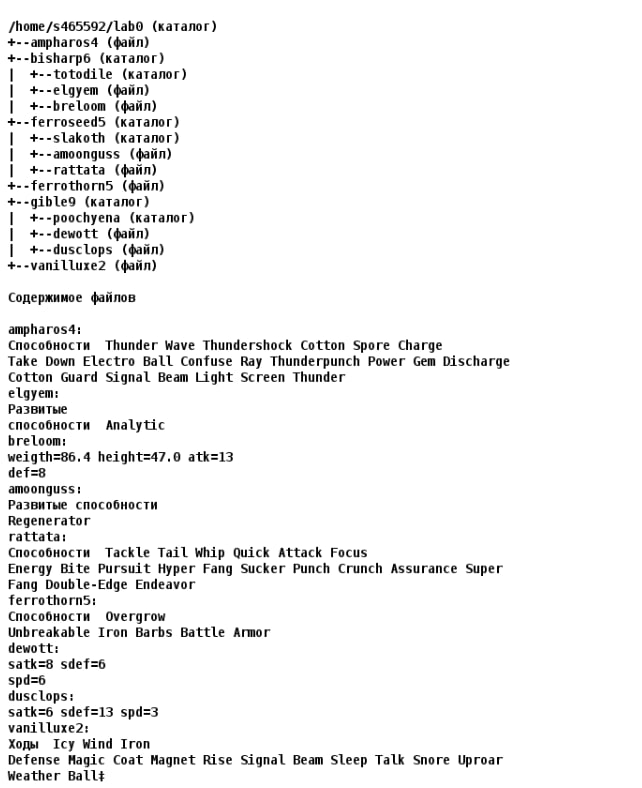 /home/s465592/lab0 (каталог)
+--ampharos4 (файл)
+--bisharp6 (каталог)
|  +--totodile (каталог)
|  +--elgyem (файл)
|  +--breloom (файл)
+--ferroseed5 (каталог)
|  +--slakoth (каталог)
|  +--amoonguss (файл)
|  +--rattata (файл)
+--ferrothorn5 (файл)
+--gible9 (каталог)
|  +--poochyena (каталог)
|  +--dewott (файл)
|  +--dusclops (файл)
+--vanilluxe2 (файл)
Содержимое файлов
ampharos4:
Способности  Thunder Wave Thundershock Cotton Spore Charge
Take Down Electro Ball Confuse Ray Thunderpunch Power Gem Discharge
Cotton Guard Signal Beam Light Screen Thunder
elgyem:
Развитые
способности  Analytic
breloom:
weigth=86.4 height=47.0 atk=13
def=8
amoonguss:
Развитые способности
Regenerator
rattata:
Способности  Tackle Tail Whip Quick Attack Focus
Energy Bite Pursuit Hyper Fang Sucker Punch Crunch Assurance Super
Fang Double-Edge Endeavor
ferrothorn5:
Способности  Overgrow
Unbreakable Iron Barbs Battle Armor
dewott:
satk=8 sdef=6
spd=6
dusclops:
satk=6 sdef=13 spd=3
vanilluxe2:
Ходы  Icy Wind Iron
Defense Magic Coat Magnet Rise Signal Beam Sleep Talk Snore Uproar
Weather Ball‡